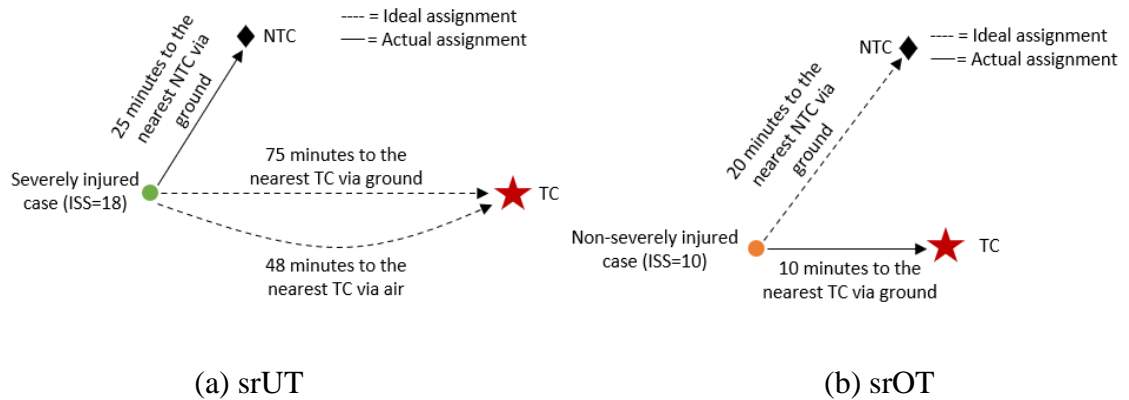 ---- = Ideal assignment
NTC
— = Actual assignment
25 minutes to the
nearest NTC via
ground
75 minutes to the
nearest TC via ground
Severely injured
case (ISS=18)
TC
48 minutes to the
nearest TC via air
(a) srUT
---- = Ideal assignment
NTC
— = Actual assignment
20 minutes to the
nearest NTC via
ground
Non-severely injured
case (ISS=10)
TC
10 minutes to the
nearest TC via ground
(b) srOT